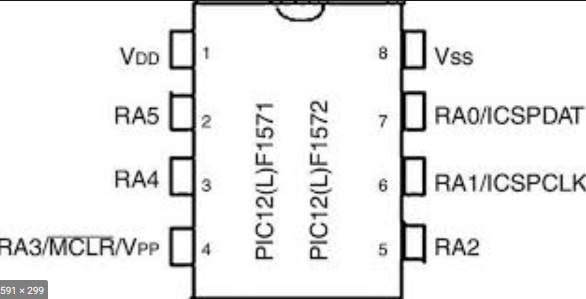 VDD 1 8 VSS
RA5 2 7 RA0/ICSPDAT
RA4 3 6 RA1/ICSPCLK
RA3/MCLR/VPP 4 5 RA2
PIC12(L)F1571
PIC12(L)F1572
591 × 299